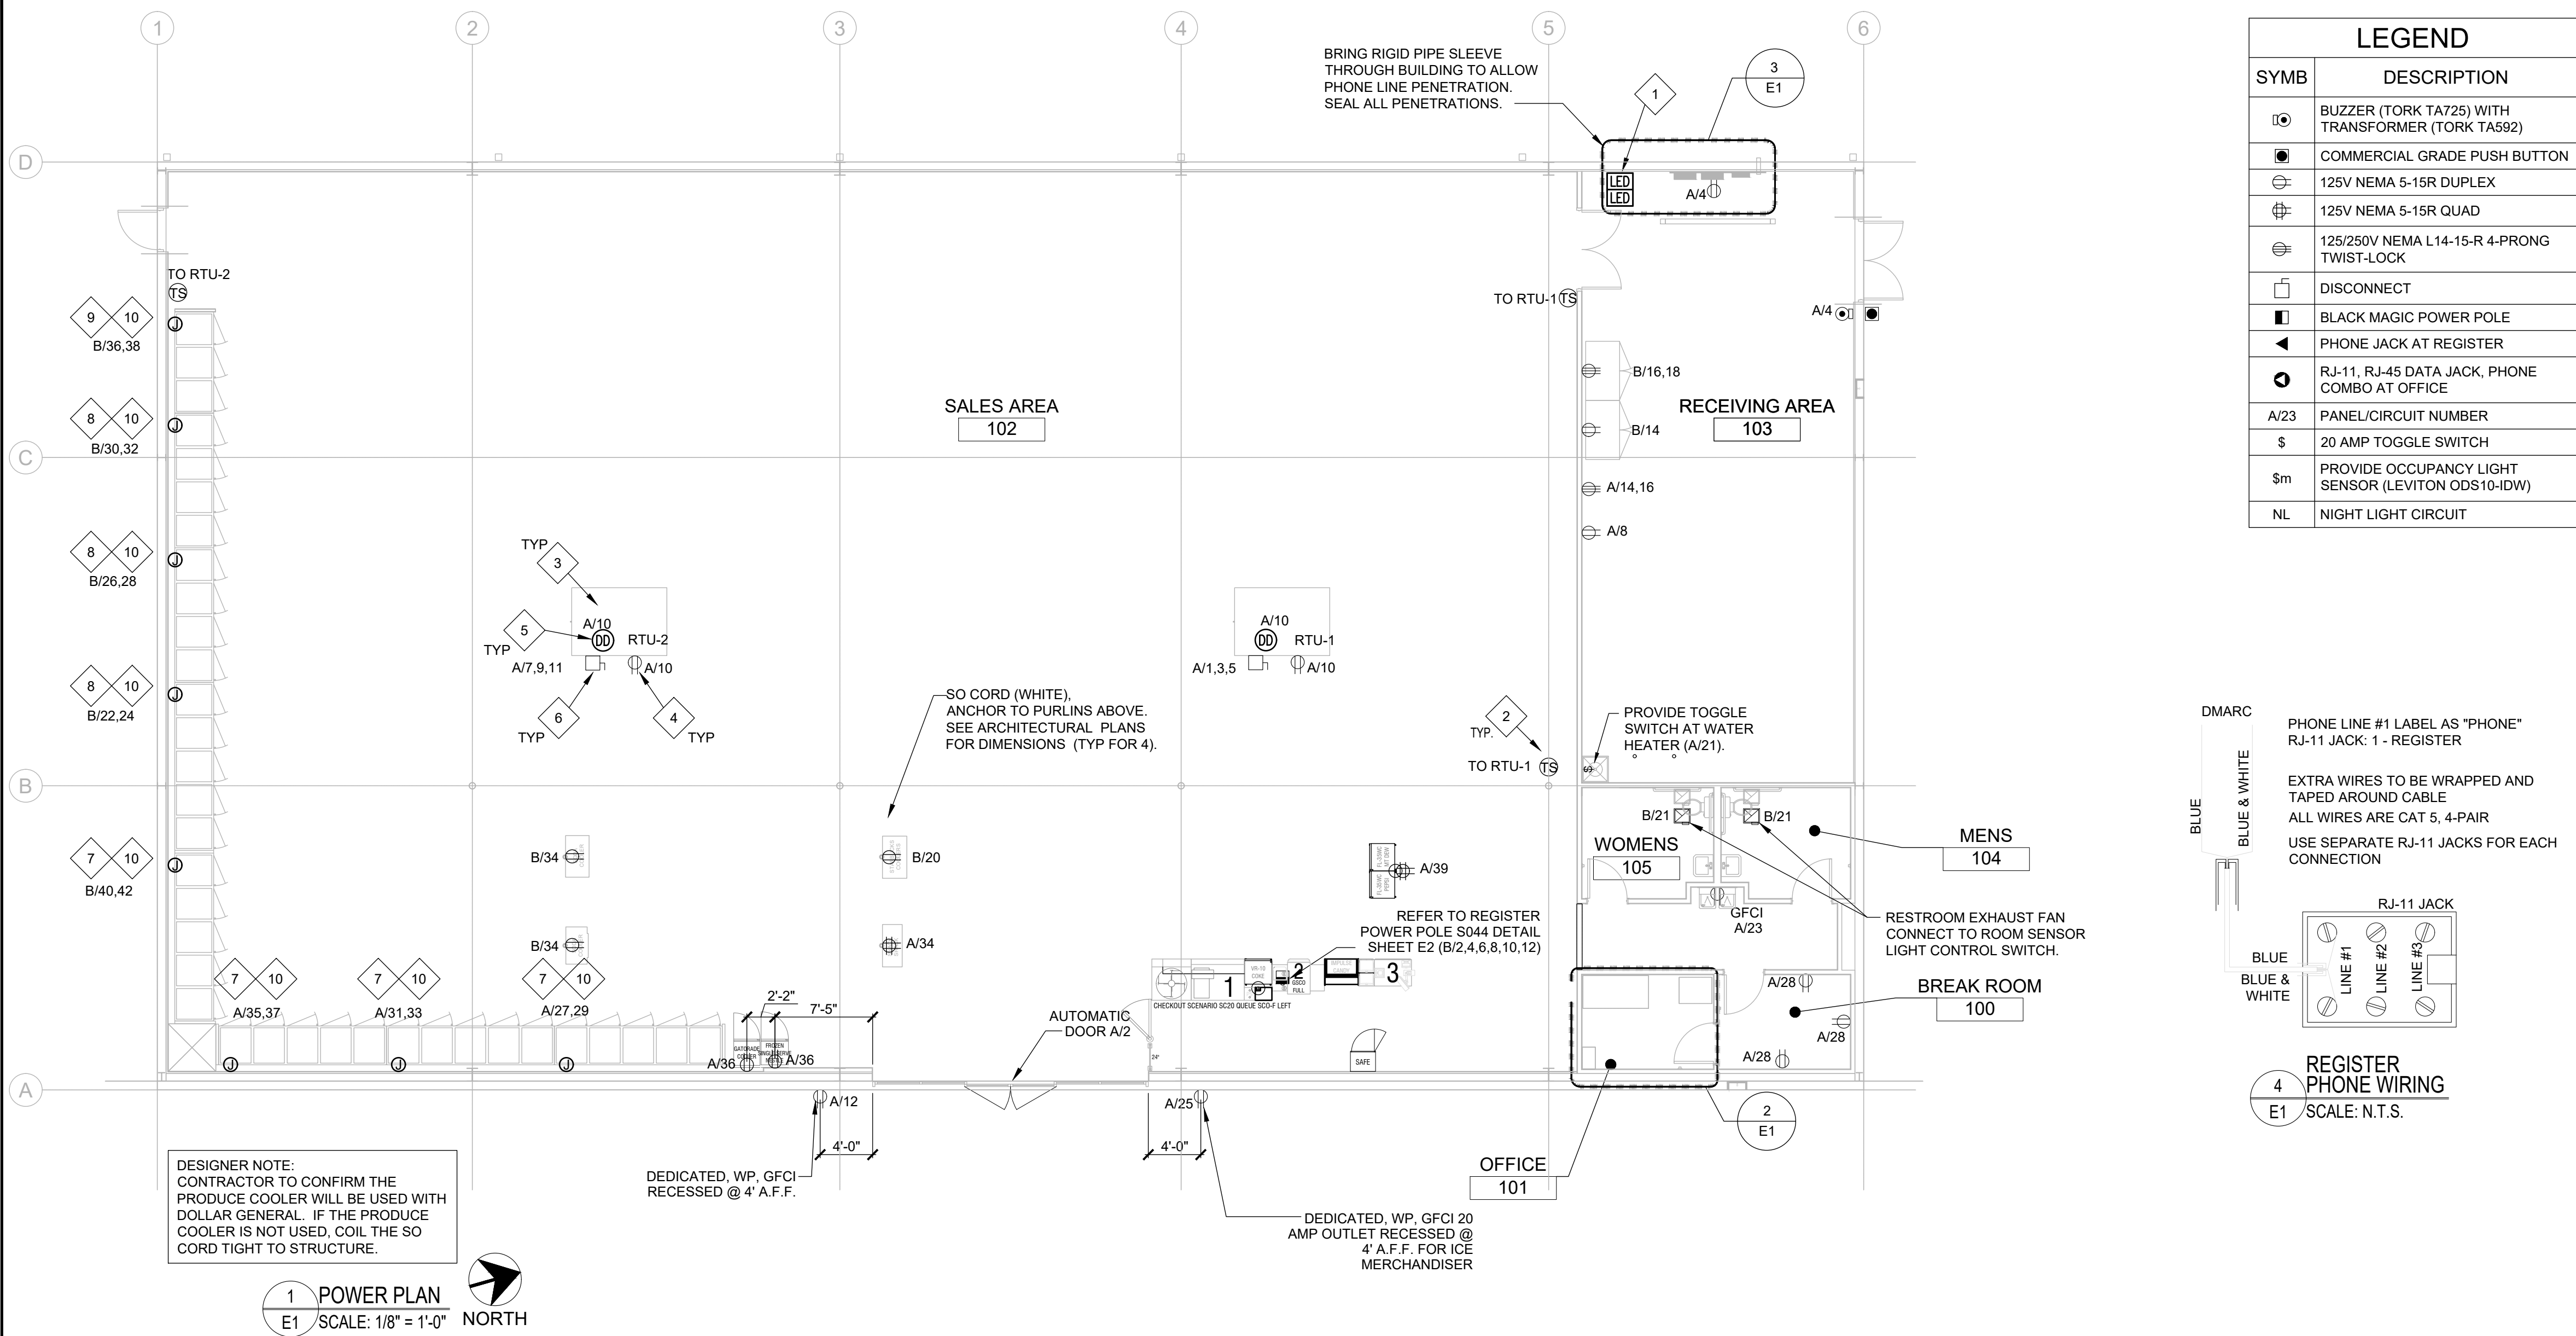 1
2
3
4
5
6
D
C
B
A
BRING RIGID PIPE SLEEVE
THROUGH BUILDING TO ALLOW
PHONE LINE PENETRATION.
SEAL ALL PENETRATIONS.
1
3
E1
LED
LED
A/4
TO RTU-2
TS
9
10
B/36,38
8
10
B/30,32
8
10
B/26,28
8
10
B/22,24
7
10
B/40,42
J
J
J
J
J
SALES AREA
102
TO RTU-1
TS
A/4
B/16,18
B/14
RECEIVING AREA
103
A/14,16
A/8
TYP
3
5
TYP
A/10
DD
RTU-2
A/7,9,11
A/10
6
TYP
4
TYP
A/10
DD
RTU-1
A/1,3,5
A/10
SO CORD (WHITE),
ANCHOR TO PURLINS ABOVE.
SEE ARCHITECTURAL PLANS
FOR DIMENSIONS (TYP FOR 4).
2
TYP.
TO RTU-1
TS
PROVIDE TOGGLE
SWITCH AT WATER
HEATER (A/21).
$
B/34
B/20
B/34
A/34
FL-35WC
MT DEW
FL-35WC
PEPSI
A/39
REFER TO REGISTER
POWER POLE S044 DETAIL
SHEET E2 (B/2,4,6,8,10,12)
B/21
B/21
WOMENS
105
MENS
104
GFCI
A/23
RESTROOM EXHAUST FAN
CONNECT TO ROOM SENSOR
LIGHT CONTROL SWITCH.
A/28
A/28
A/28
BREAK ROOM
100
7
10
A/35,37
7
10
A/31,33
7
10
A/27,29
J
J
J
2'-2"
7'-5"
GATORADE
COOLER
FROZEN
SINGLE SERVE
A/36
A/36
AUTOMATIC
DOOR A/2
24"
1
VR-10
COKE
2
GSCO
FULL
IMPULSE
CANDY
3
CHECKOUT SCENARIO SC20 QUEUE SCO-F LEFT
SAFE
A/12
A/25
4'-0"
4'-0"
DEDICATED, WP, GFCI
RECESSED @ 4' A.F.F.
DEDICATED, WP, GFCI 20
AMP OUTLET RECESSED @
4' A.F.F. FOR ICE
MERCHANDISER
OFFICE
101
2
E1
DESIGNER NOTE:
CONTRACTOR TO CONFIRM THE
PRODUCE COOLER WILL BE USED WITH
DOLLAR GENERAL. IF THE PRODUCE
COOLER IS NOT USED, COIL THE SO
CORD TIGHT TO STRUCTURE.
1
E1
POWER PLAN
SCALE: 1/8" = 1'-0"
NORTH
LEGEND
SYMB DESCRIPTION
BUZZER (TORK TA725) WITH
TRANSFORMER (TORK TA592)
COMMERCIAL GRADE PUSH BUTTON
125V NEMA 5-15R DUPLEX
125V NEMA 5-15R QUAD
125/250V NEMA L14-15-R 4-PRONG
TWIST-LOCK
DISCONNECT
BLACK MAGIC POWER POLE
PHONE JACK AT REGISTER
RJ-11, RJ-45 DATA JACK, PHONE
COMBO AT OFFICE
A/23 PANEL/CIRCUIT NUMBER
$ 20 AMP TOGGLE SWITCH
$m PROVIDE OCCUPANCY LIGHT
SENSOR (LEVITON ODS10-IDW)
NL NIGHT LIGHT CIRCUIT
DMARC
BLUE
BLUE & WHITE
PHONE LINE #1 LABEL AS "PHONE"
RJ-11 JACK: 1 - REGISTER
EXTRA WIRES TO BE WRAPPED AND
TAPED AROUND CABLE
ALL WIRES ARE CAT 5, 4-PAIR
USE SEPARATE RJ-11 JACKS FOR EACH
CONNECTION
RJ-11 JACK
BLUE
BLUE &
WHITE
LINE #1
LINE #2
LINE #3
4
E1
REGISTER
PHONE WIRING
SCALE: N.T.S.